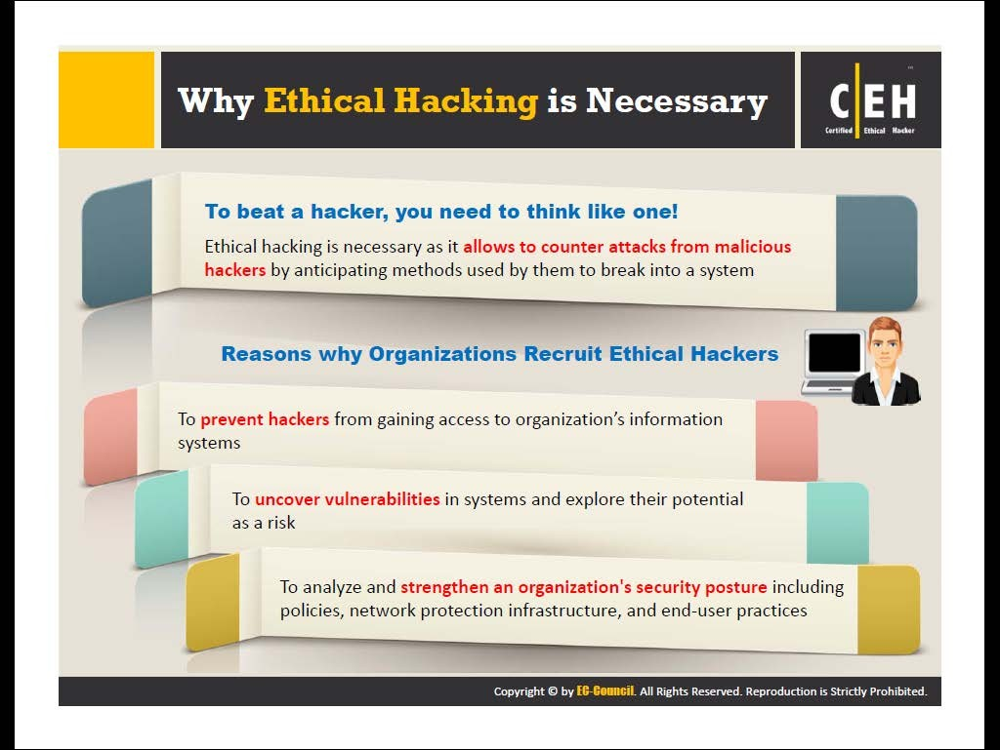 Why Ethical Hacking is Necessary
C|EH
™
Certified Ethical Hacker
To beat a hacker, you need to think like one!
Ethical hacking is necessary as it allows to counter attacks from malicious
hackers by anticipating methods used by them to break into a system
Reasons why Organizations Recruit Ethical Hackers
To prevent hackers from gaining access to organization’s information
systems
To uncover vulnerabilities in systems and explore their potential
as a risk
To analyze and strengthen an organization's security posture including
policies, network protection infrastructure, and end-user practices
Copyright © by EC-Council. All Rights Reserved. Reproduction is Strictly Prohibited.